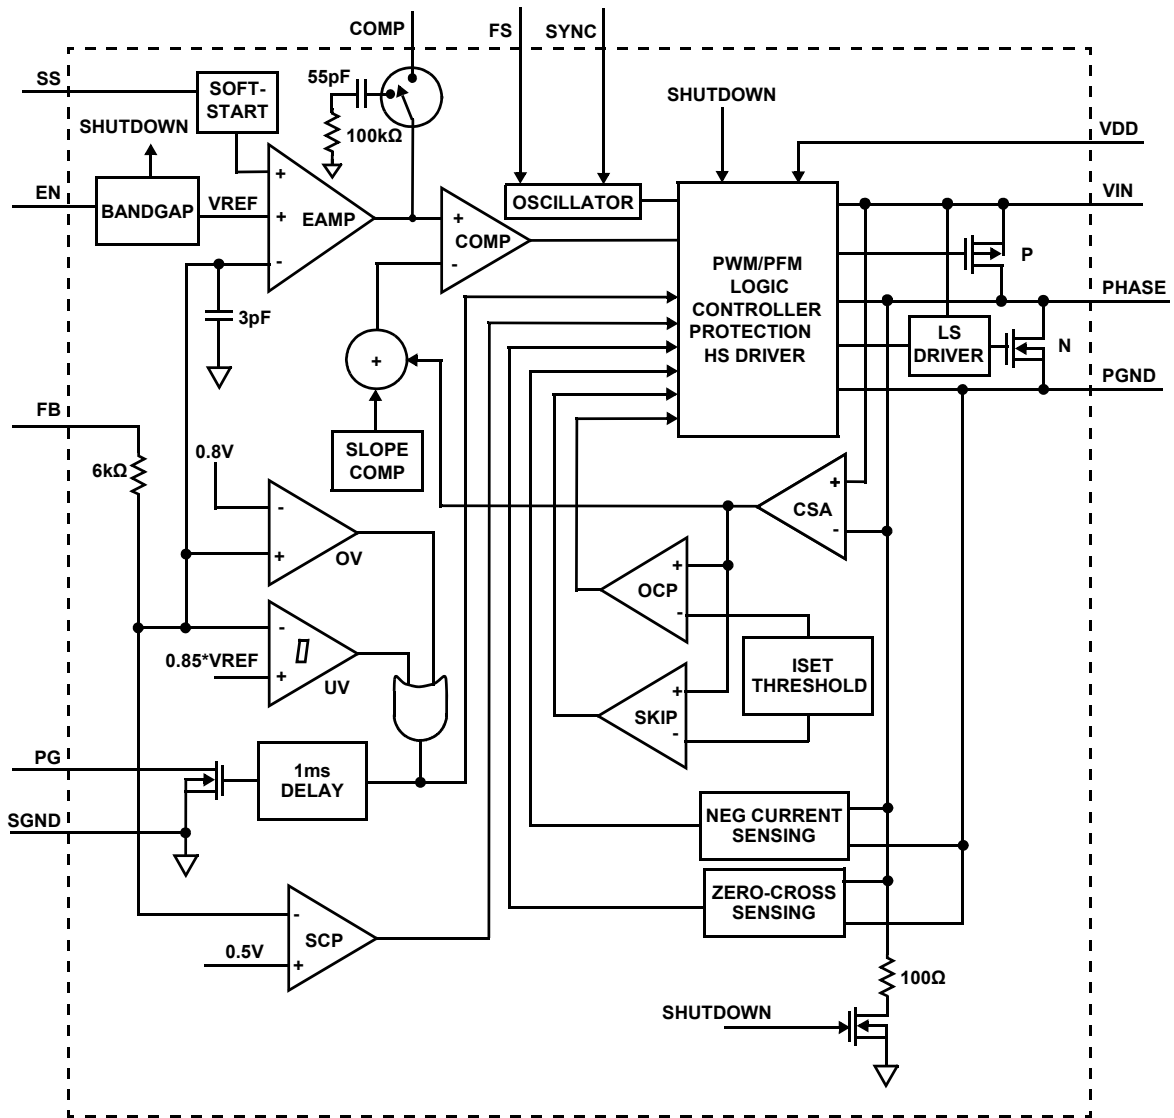 COMP
FS
SYNC
SS
SOFT-
START
55pF
100kΩ
SHUTDOWN
SHUTDOWN
VDD
EN
BANDGAP
VREF
+
+
-
EAMP
+
-
COMP
OSCILLATOR
VIN
PWM/PFM
LOGIC
CONTROLLER
PROTECTION
HS DRIVER
P
PHASE
3pF
+
LS
DRIVER
N
PGND
FB
SLOPE
COMP
6kΩ
0.8V
-
+
OV
+
-
CSA
+
-
OCP
-
+
UV
0.85*VREF
ISET
THRESHOLD
+
-
SKIP
PG
1ms
DELAY
SGND
NEG CURRENT
SENSING
ZERO-CROSS
SENSING
-
+
SCP
0.5V
100Ω
SHUTDOWN